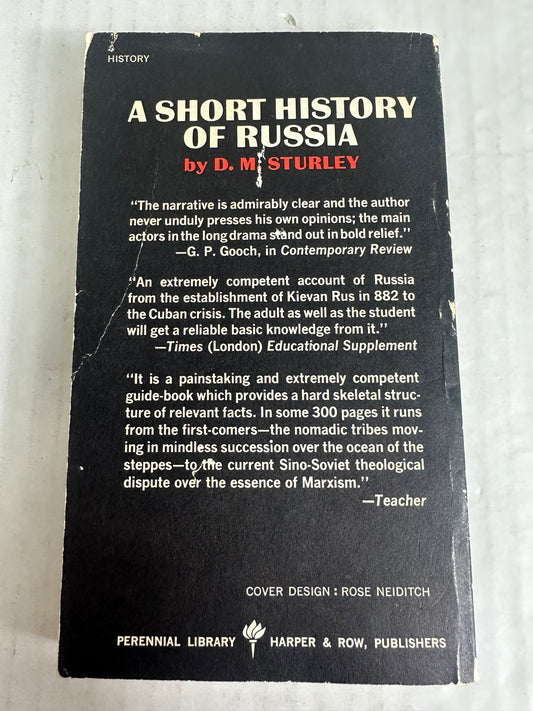 HISTORY
A SHORT HISTORY
OF RUSSIA
by D. M. STURLEY
"The narrative is admirably clear and the author
never unduly presses his own opinions; the main
actors in the long drama stand out in bold relief."
—G. P. Gooch, in Contemporary Review
"An extremely competent account of Russia
from the establishment of Kievan Rus in 882 to
the Cuban crisis. The adult as well as the student
will get a reliable basic knowledge from it."
—Times (London) Educational Supplement
"It is a painstaking and extremely competent
guide-book which provides a hard skeletal struc-
ture of relevant facts. In some 300 pages it runs
from the first-comers—the nomadic tribes mov-
ing in mindless succession over the ocean of the
steppes—to the current Sino-Soviet theological
dispute over the essence of Marxism."
—Teacher
COVER DESIGN: ROSE NEIDITCH
PERENNIAL LIBRARY HARPER & ROW, PUBLISHERS